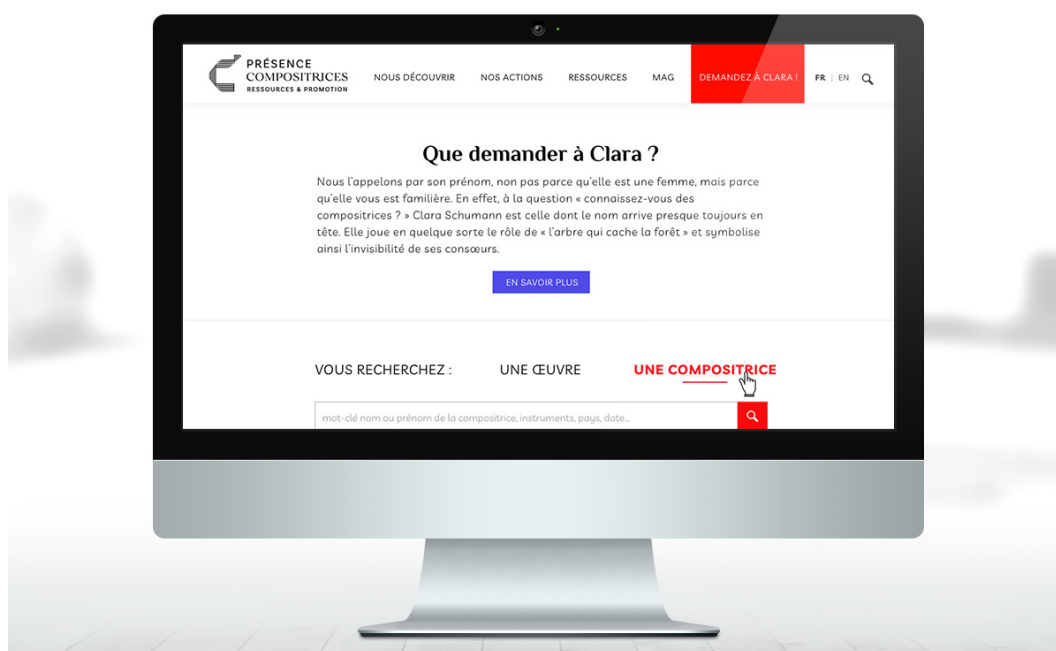 PRÉSENCE
COMPOSITRICES
RESSOURCES & PROMOTION
NOUS DÉCOUVRIR NOS ACTIONS RESSOURCES MAG DEMANDEZ À CLARA ! FR | EN
Que demander à Clara ?
Nous l'appelons par son prénom, non pas parce qu'elle est une femme, mais parce
qu'elle vous est familière. En effet, à la question « connaissez-vous des
compositrices ? » Clara Schumann est celle dont le nom arrive presque toujours en
tête. Elle joue en quelque sorte le rôle de « l'arbre qui cache la forêt » et symbolise
ainsi l'invisibilité de ses consœurs.
EN SAVOIR PLUS
VOUS RECHERCHEZ : UNE ŒUVRE UNE COMPOSITRICE
mot-clé nom ou prénom de la compositrice, instruments, pays, date...